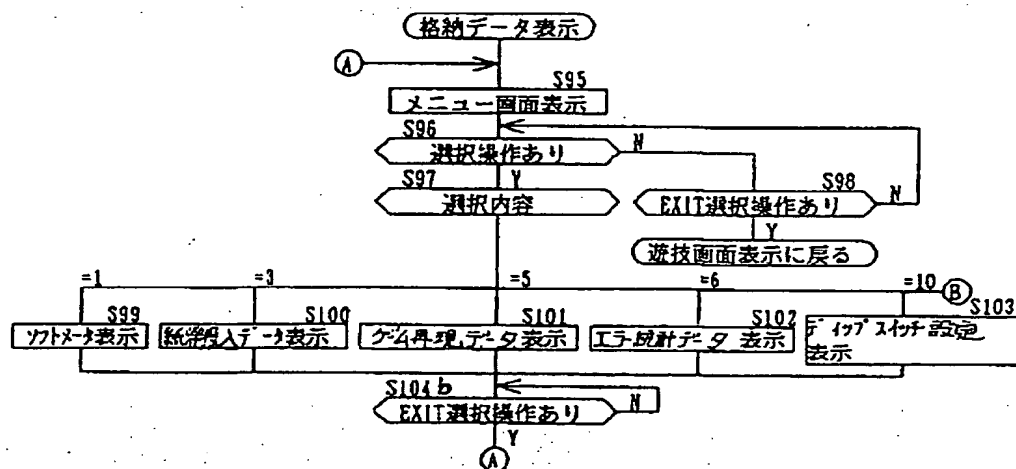 格納データ表示
A
S95
メニュー画面表示
S96
選択操作あり
N
S97
Y
選択内容
S98
EXIT選択操作あり
N
Y
遊技画面表示に戻る
=1
=3
=5
=6
=10
B
S99
ソフトメータ表示
S100
紙幣投入データ表示
S101
ゲーム再現データ表示
S102
エラー統計データ表示
S103
ディップスイッチ設定
表示
S104b
EXIT選択操作あり
N
Y
A